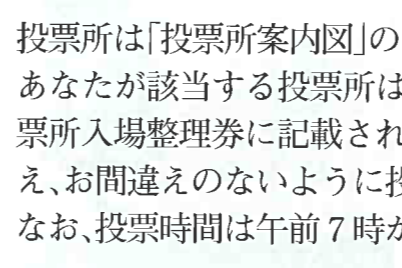 投票所は｢投票所案内図｣の
あなたが該当する投票所は
票所入場整理券に記載され
え､お間違えのないように投
なお､投票時間は午前７時か